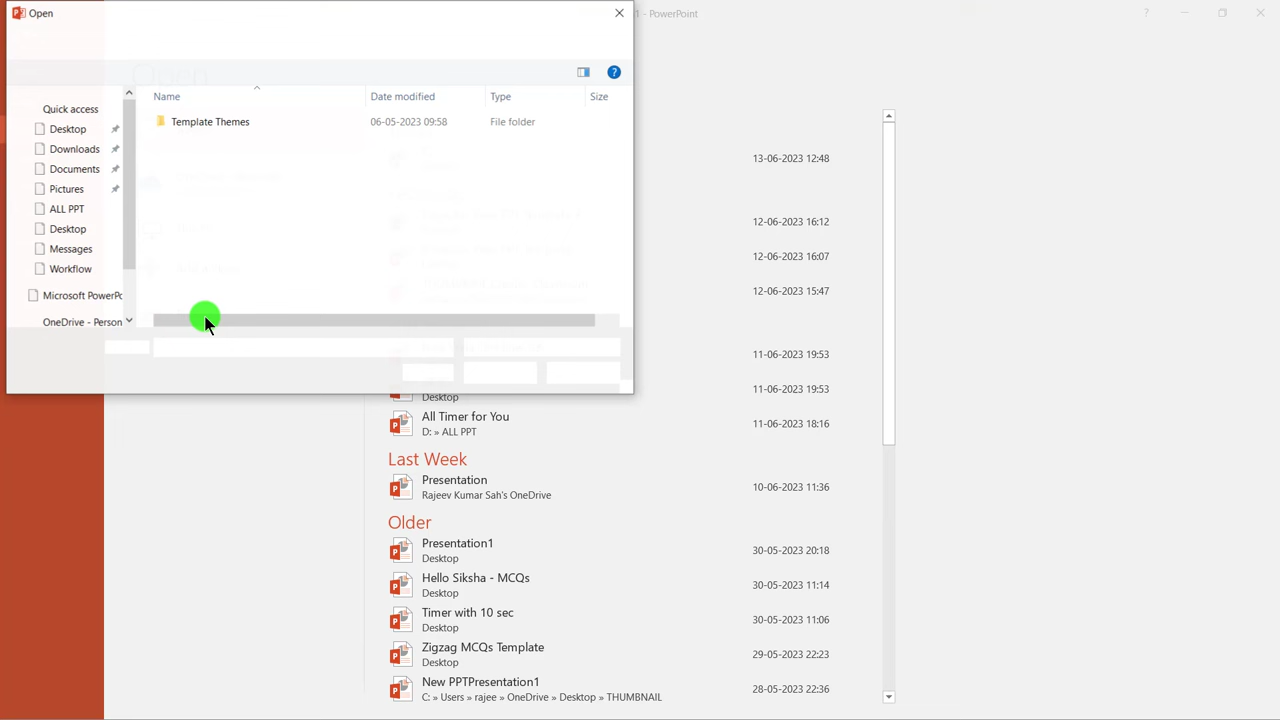 Open
1 - PowerPoint
?
Open
?
Name
Date modified
Type
Size
Quick access
Template Themes
06-05-2023 09:58
File folder
Desktop
Downloads
Documents
Pictures
ALL PPT
Desktop
Messages
Workflow
Microsoft PowerPo
OneDrive - Person
13-06-2023 12:48
12-06-2023 16:12
12-06-2023 16:07
12-06-2023 15:47
11-06-2023 19:53
11-06-2023 19:53
Desktop
All Timer for You
11-06-2023 18:16
D: » ALL PPT
Last Week
Presentation
10-06-2023 11:36
Rajeev Kumar Sah's OneDrive
Older
Presentation1
30-05-2023 20:18
Desktop
Hello Siksha - MCQs
30-05-2023 11:14
Desktop
Timer with 10 sec
30-05-2023 11:06
Desktop
Zigzag MCQs Template
29-05-2023 22:23
Desktop
New PPTPresentation1
28-05-2023 22:36
C: » Users » rajee » OneDrive » Desktop » THUMBNAIL